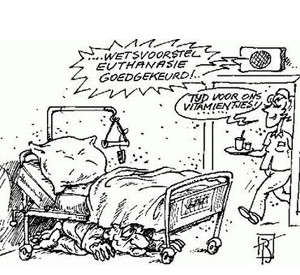 ....WETSVOORSTEL
EUTHANASIE
GOEDGEKEURD!..
TIJD VOOR ONS
VITAMIENTJES!!